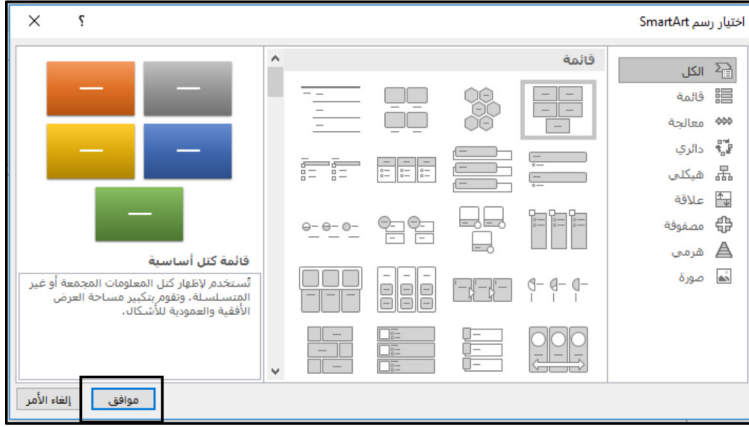 اختيار رسم SmartArt
؟
الكل
قائمة
معالجة
دائري
هيكلي
علاقة
مصفوفة
هرمي
صورة
قائمة
قائمة كتل أساسية
تُستخدم لإظهار كتل المعلومات المجمعة أو غير
المتسلسلة. وتقوم بتكبير مساحة العرض
الأفقية والعمودية للأشكال.
موافق
إلغاء الأمر